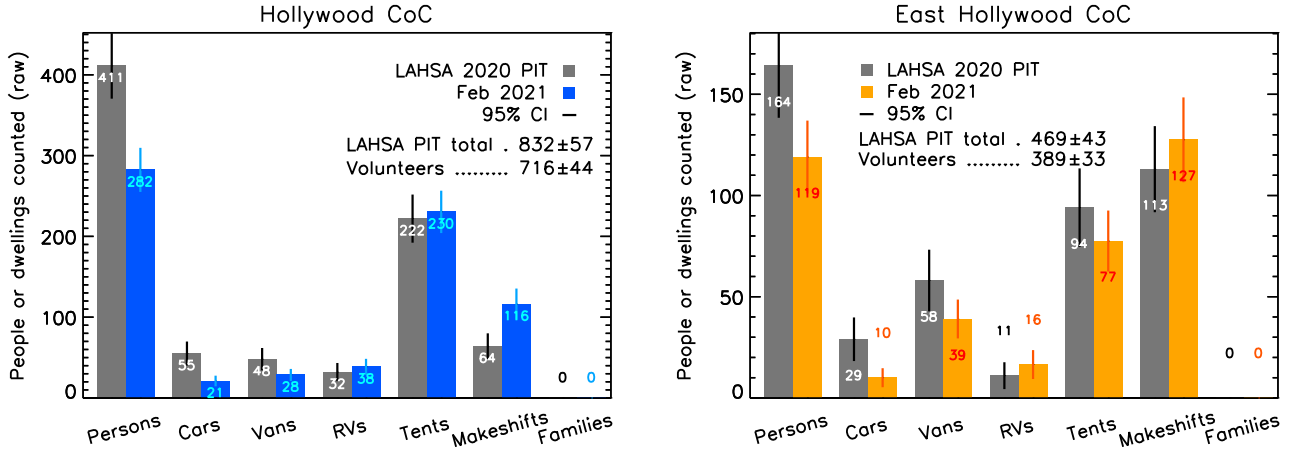 Hollywood CoC
People or dwellings counted (raw)
400
300
200
100
0
LAHSA 2020 PIT
Feb 2021
95% CI
LAHSA PIT total . 832±57
Volunteers ......... 716±44
411
282
55
21
48
28
32
38
222
230
64
116
0
0
Persons
Cars
Vans
RVs
Tents
Makeshifts
Families
East Hollywood CoC
People or dwellings counted (raw)
150
100
50
0
LAHSA 2020 PIT
Feb 2021
95% CI
LAHSA PIT total . 469±43
Volunteers ......... 389±33
164
119
29
10
58
39
11
16
94
77
113
127
0
0
Persons
Cars
Vans
RVs
Tents
Makeshifts
Families